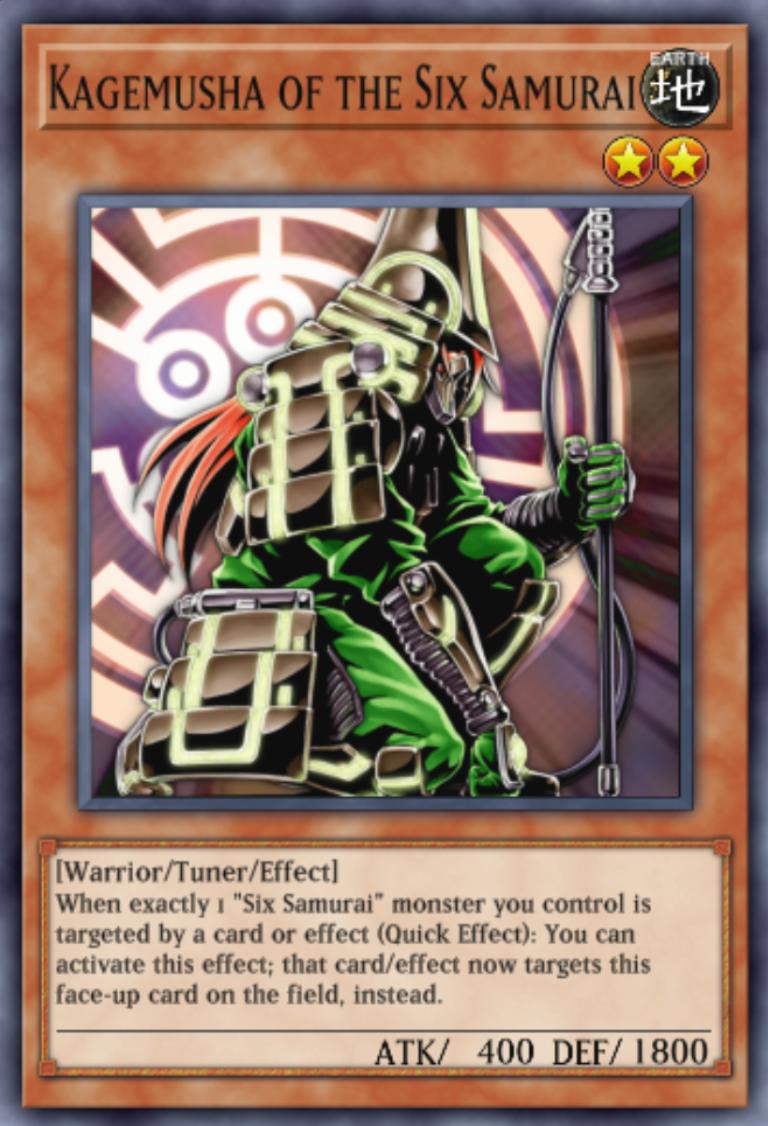 Kagemusha of the Six Samurai
EARTH
地
[Warrior/Tuner/Effect]
When exactly 1 "Six Samurai" monster you control is
targeted by a card or effect (Quick Effect): You can
activate this effect; that card/effect now targets this
face-up card on the field, instead.
ATK/ 400 DEF/ 1800